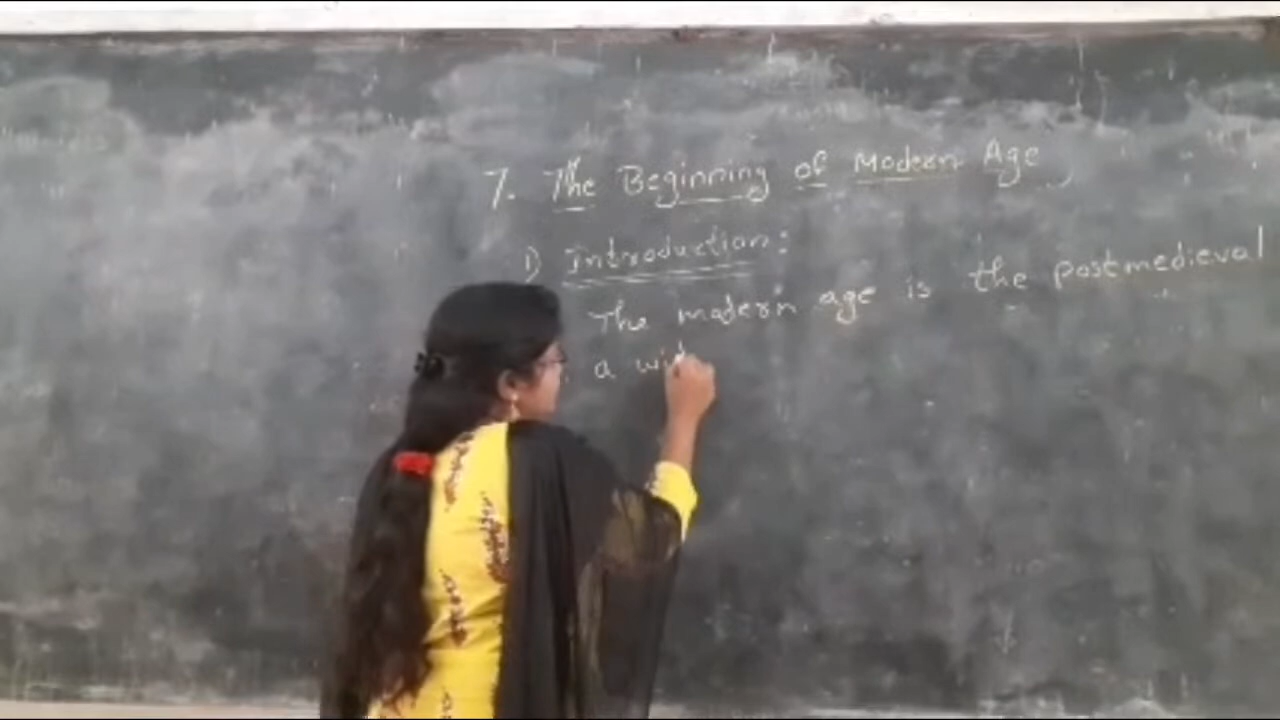 7. The Beginning of Modern Age
1) Introduction:
The modern age is the postmedieval
a